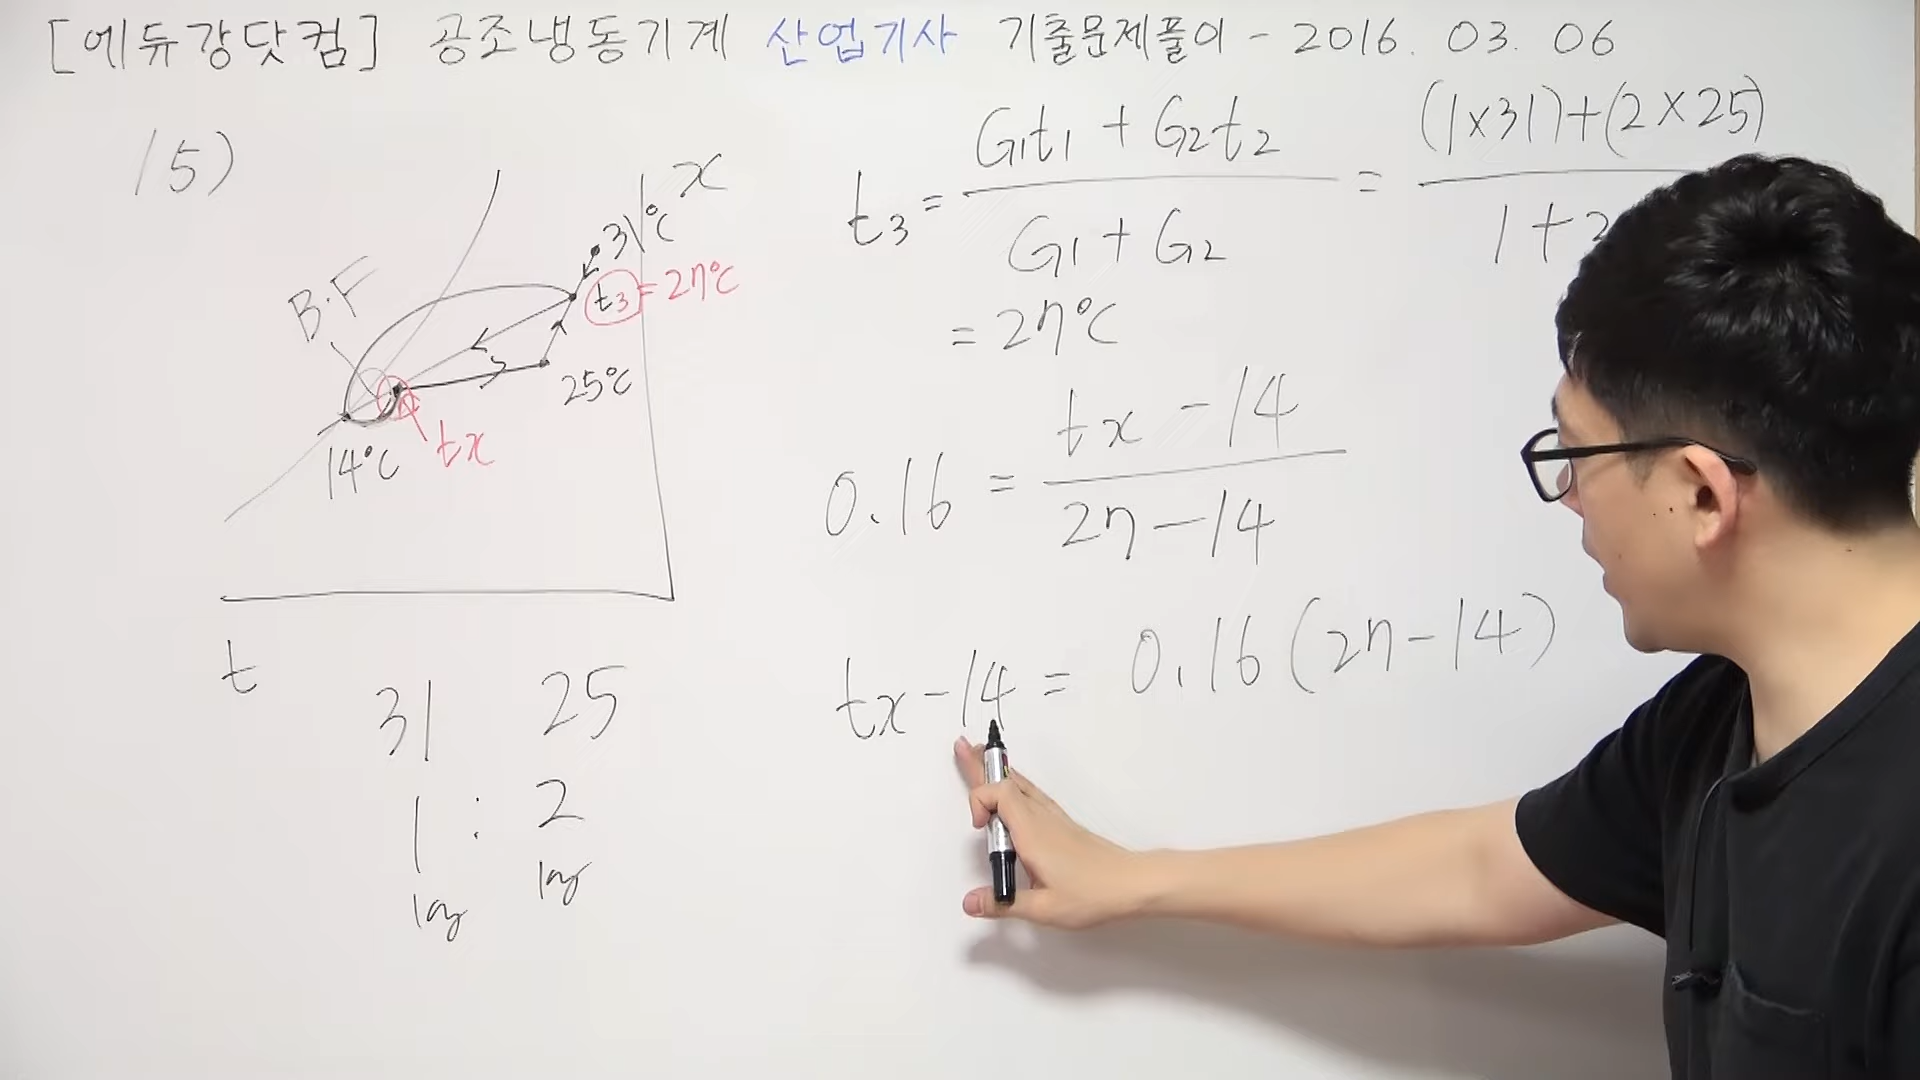 [에듀강닷컴] 공조냉동기계 산업기사 기출문제풀이 - 2016. 03. 06
15)
x
31℃
t3 = 27℃
B.F
25℃
14℃
tx
t
31 25
1 : 2
kg kg
t3 = G1t1 + G2t2 / G1 + G2 = (1×31)+(2×25) / 1+2
= 27℃
0.16 = tx - 14 / 27-14
tx-14 = 0.16(27-14)